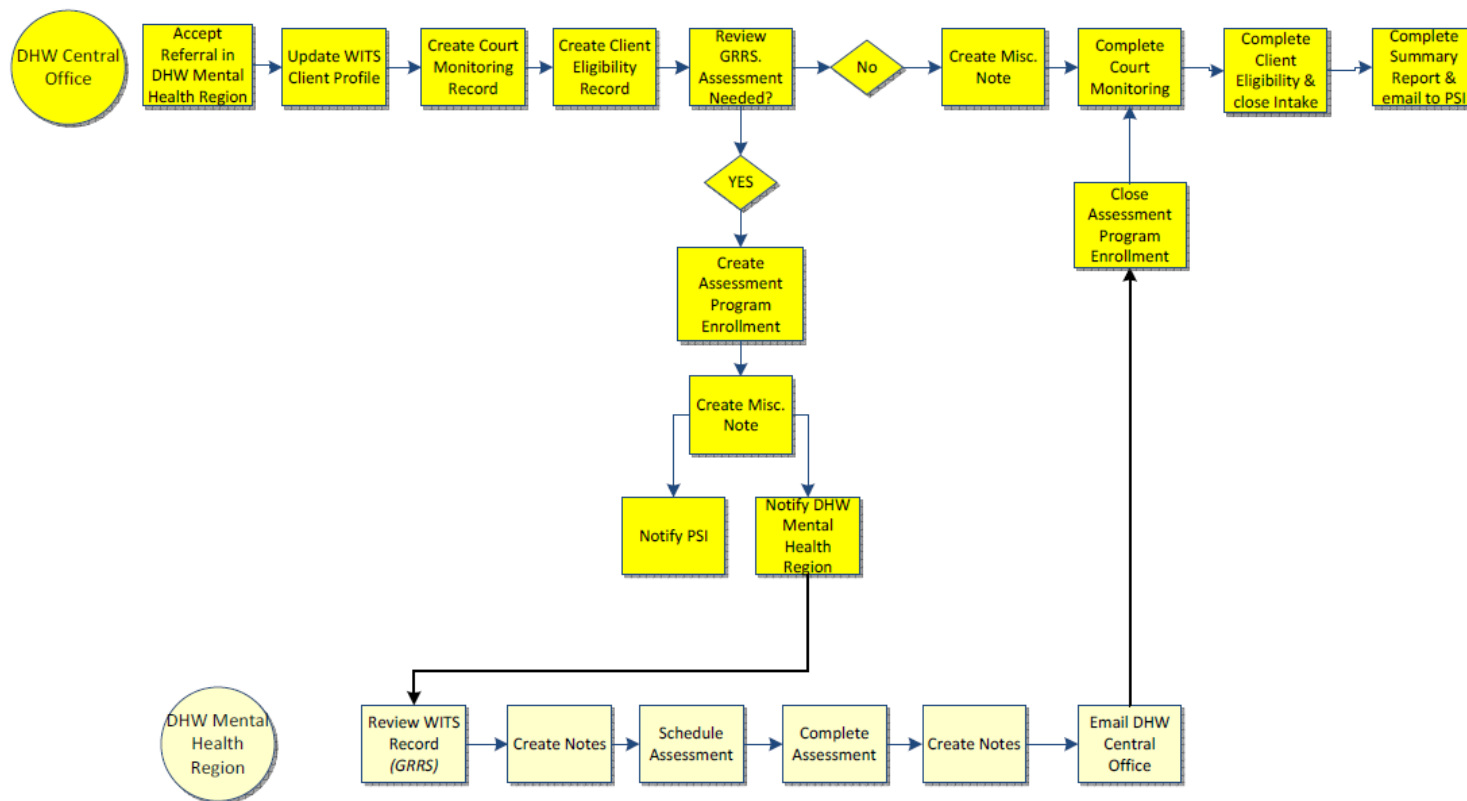 DHW Central
Office
Accept
Referral in
DHW Mental
Health Region
Update WITS
Client Profile
Create Court
Monitoring
Record
Create Client
Eligibility
Record
Review
GRRS.
Assessment
Needed?
No
Create Misc.
Note
Complete
Court
Monitoring
Complete
Client
Eligibility &
close Intake
Complete
Summary
Report &
email to PSI
YES
Close
Assessment
Program
Enrollment
Create
Assessment
Program
Enrollment
Create Misc.
Note
Notify PSI
Notify DHW
Mental
Health
Region
DHW Mental
Health
Region
Review WITS
Record
(GRRS)
Create Notes
Schedule
Assessment
Complete
Assessment
Create Notes
Email DHW
Central
Office